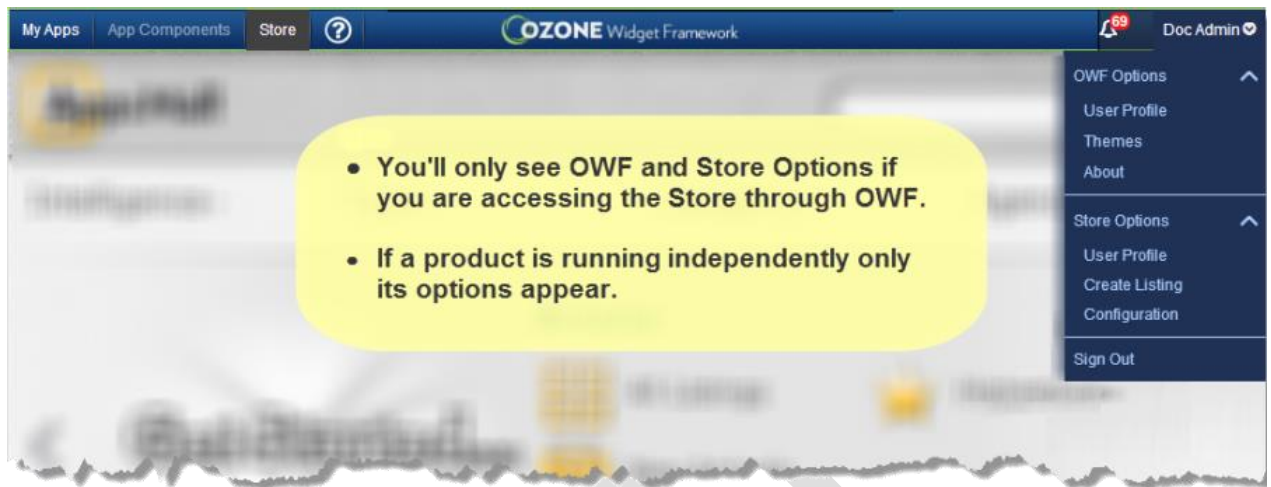 My Apps App Components Store ? OZONE Widget Framework 69 Doc Admin
OWF Options
User Profile
Themes
About
Store Options
User Profile
Create Listing
Configuration
Sign Out
• You'll only see OWF and Store Options if
you are accessing the Store through OWF.
• If a product is running independently only
its options appear.